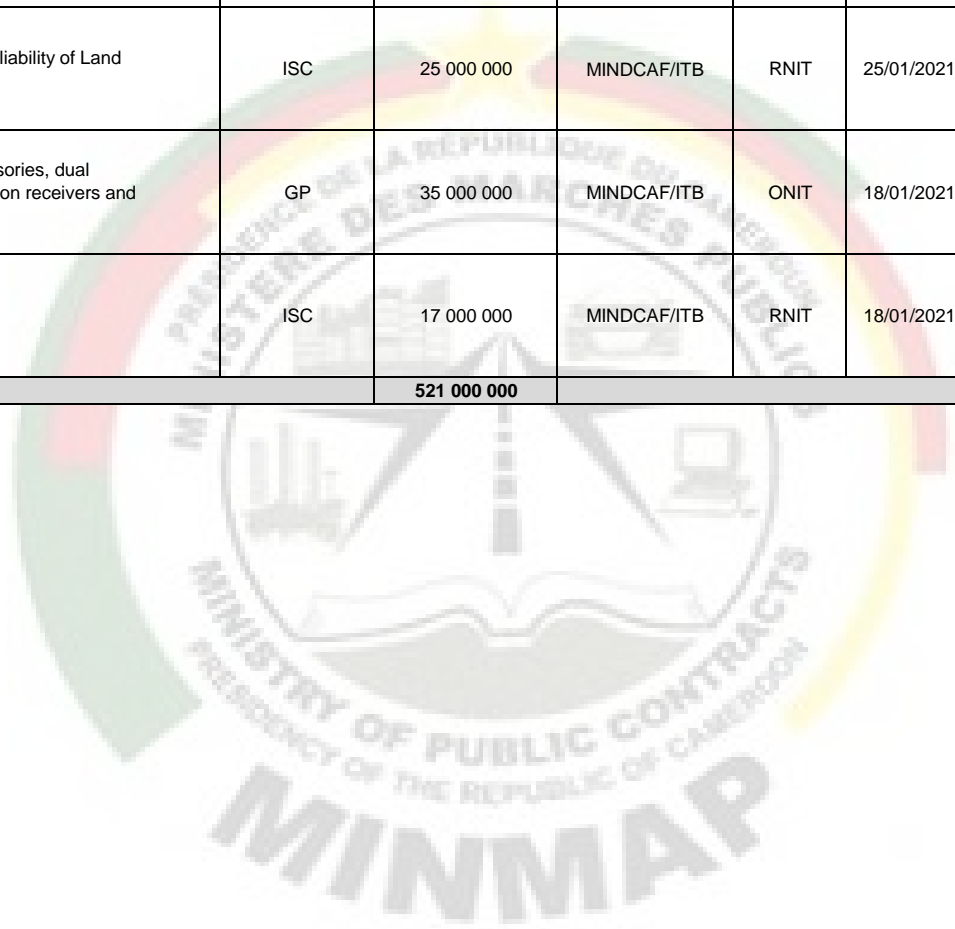 liability of Land
ISC 25 000 000 MINDCAF/ITB RNIT 25/01/2021
sories, dual
on receivers and
GP 35 000 000 MINDCAF/ITB ONIT 18/01/2021
ISC 17 000 000 MINDCAF/ITB RNIT 18/01/2021
521 000 000
PRÉSIDENCE DE LA RÉPUBLIQUE DU CAMEROUN
MINISTERE DES MARCHES PUBLICS
MINISTRY OF PUBLIC CONTRACTS
PRESIDENCY OF THE REPUBLIC OF CAMEROON
MINMAP